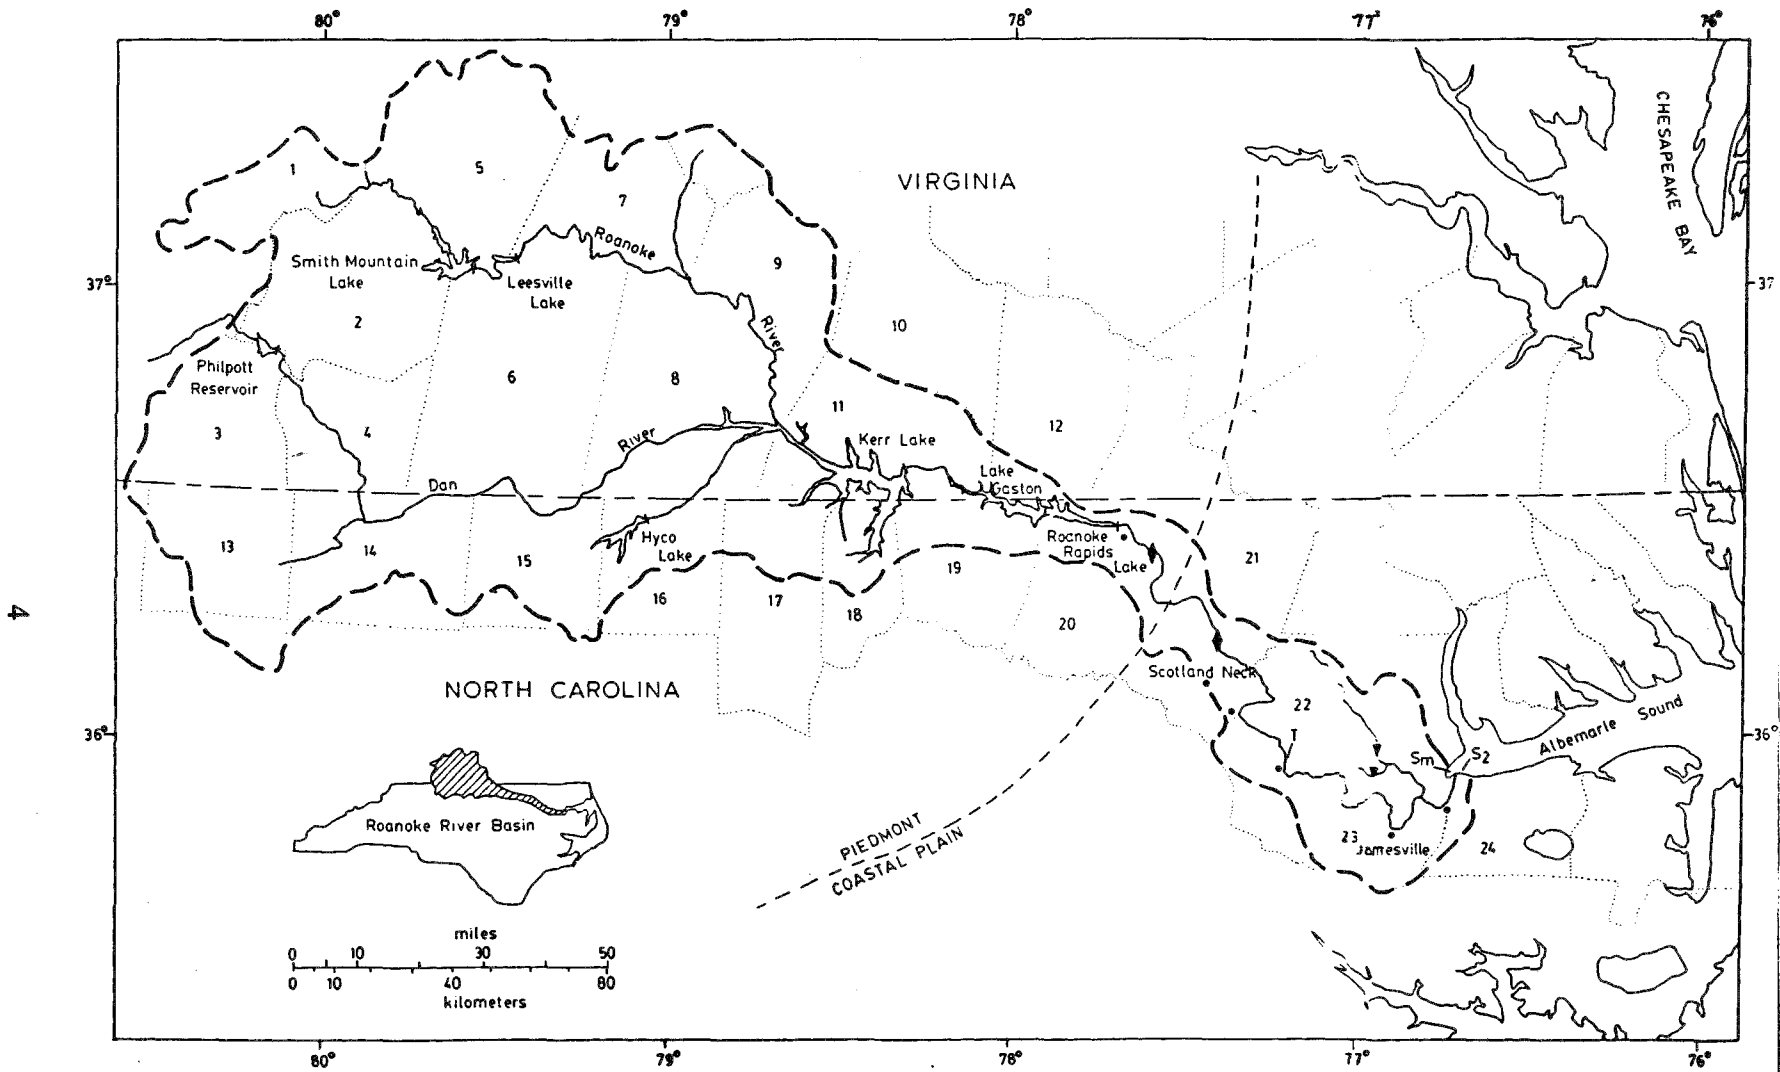 80° 79° 78° 77° 76°
CHESAPEAKE BAY
1
5
VIRGINIA
7
Roanoke
9
Smith Mountain
Lake
Leesville
Lake
37°
37
2
10
River
Philpott
Reservoir
6
8
11
3
4
12
River
Kerr Lake
Lake
Gaston
Dan
13
14
15
Hyco
Lake
Roanoke
Rapids
Lake
21
19
16
17
18
20
4
Scotland Neck
NORTH CAROLINA
22
Albemarle Sound
36°
36°
T
Sm
S2
Roanoke River Basin
PIEDMONT
COASTAL PLAIN
23
Jamesville
24
miles
0 10 30 50
0 10 40 80
kilometers
80° 79° 78° 77° 76°